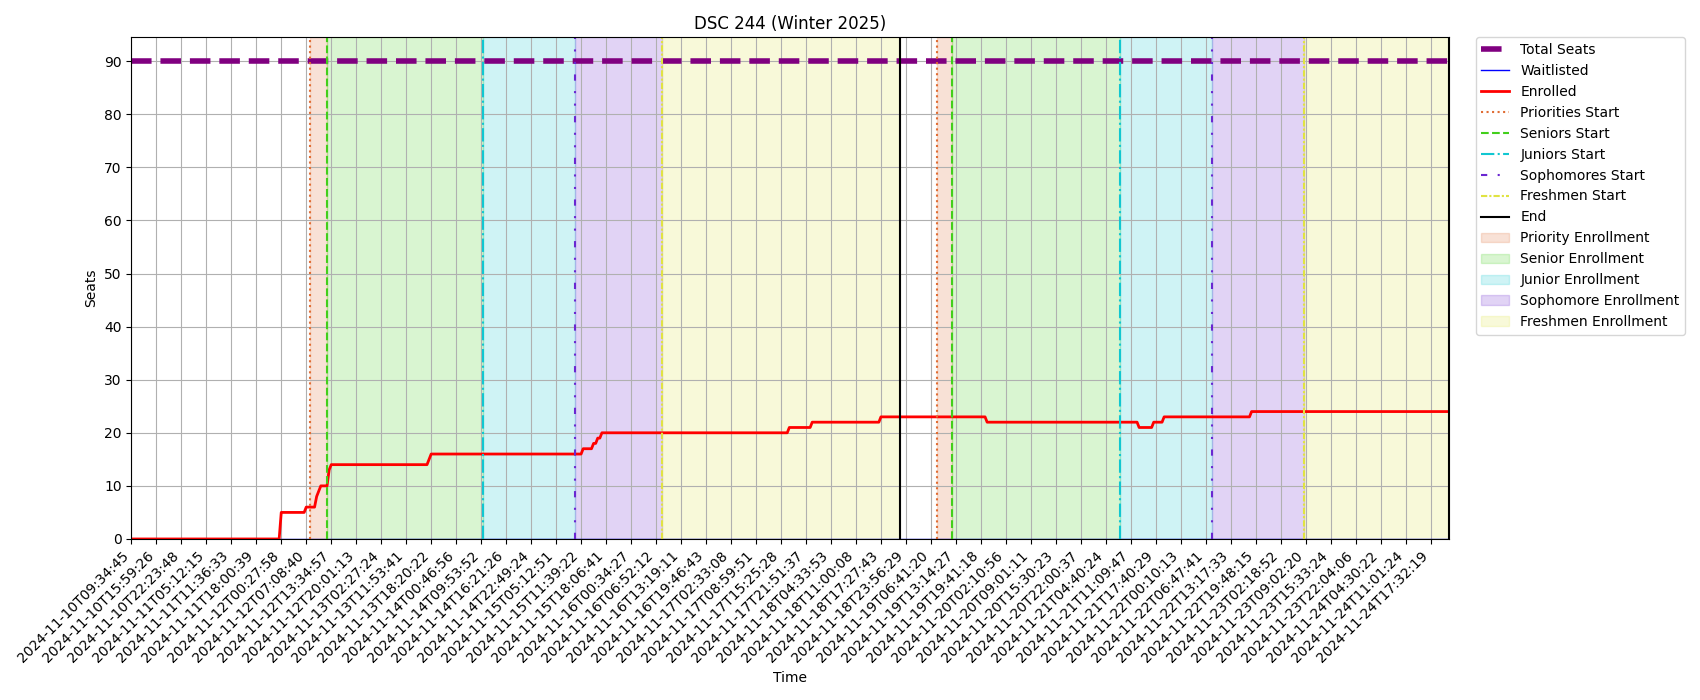 DSC 244 (Winter 2025)
Seats
90
80
70
60
50
40
30
20
10
0
2024-11-10T09:34:45
2024-11-10T15:59:26
2024-11-10T22:23:48
2024-11-11T05:12:15
2024-11-11T11:36:33
2024-11-11T18:00:39
2024-11-12T00:27:58
2024-11-12T07:08:40
2024-11-12T13:34:57
2024-11-12T20:01:13
2024-11-13T03:27:24
2024-11-13T11:53:41
2024-11-13T18:20:22
2024-11-14T00:46:56
2024-11-14T09:53:52
2024-11-14T16:21:26
2024-11-14T22:49:24
2024-11-15T05:12:51
2024-11-15T11:39:22
2024-11-15T18:06:41
2024-11-16T00:34:27
2024-11-16T06:52:12
2024-11-16T13:19:11
2024-11-16T19:46:43
2024-11-17T02:33:08
2024-11-17T08:59:51
2024-11-17T15:25:28
2024-11-17T21:51:37
2024-11-18T04:33:53
2024-11-18T11:00:08
2024-11-18T17:27:43
2024-11-18T23:56:29
2024-11-19T06:41:20
2024-11-19T13:14:27
2024-11-19T19:41:18
2024-11-20T02:10:56
2024-11-20T09:01:11
2024-11-20T15:30:23
2024-11-20T22:00:37
2024-11-21T04:40:24
2024-11-21T11:09:47
2024-11-21T17:40:29
2024-11-22T00:10:13
2024-11-22T06:47:41
2024-11-22T13:17:33
2024-11-22T19:48:15
2024-11-23T02:18:52
2024-11-23T09:02:20
2024-11-23T15:33:24
2024-11-23T22:04:06
2024-11-24T04:30:22
2024-11-24T11:01:24
2024-11-24T17:32:19
Time
Total Seats
Waitlisted
Enrolled
Priorities Start
Seniors Start
Juniors Start
Sophomores Start
Freshmen Start
End
Priority Enrollment
Senior Enrollment
Junior Enrollment
Sophomore Enrollment
Freshmen Enrollment